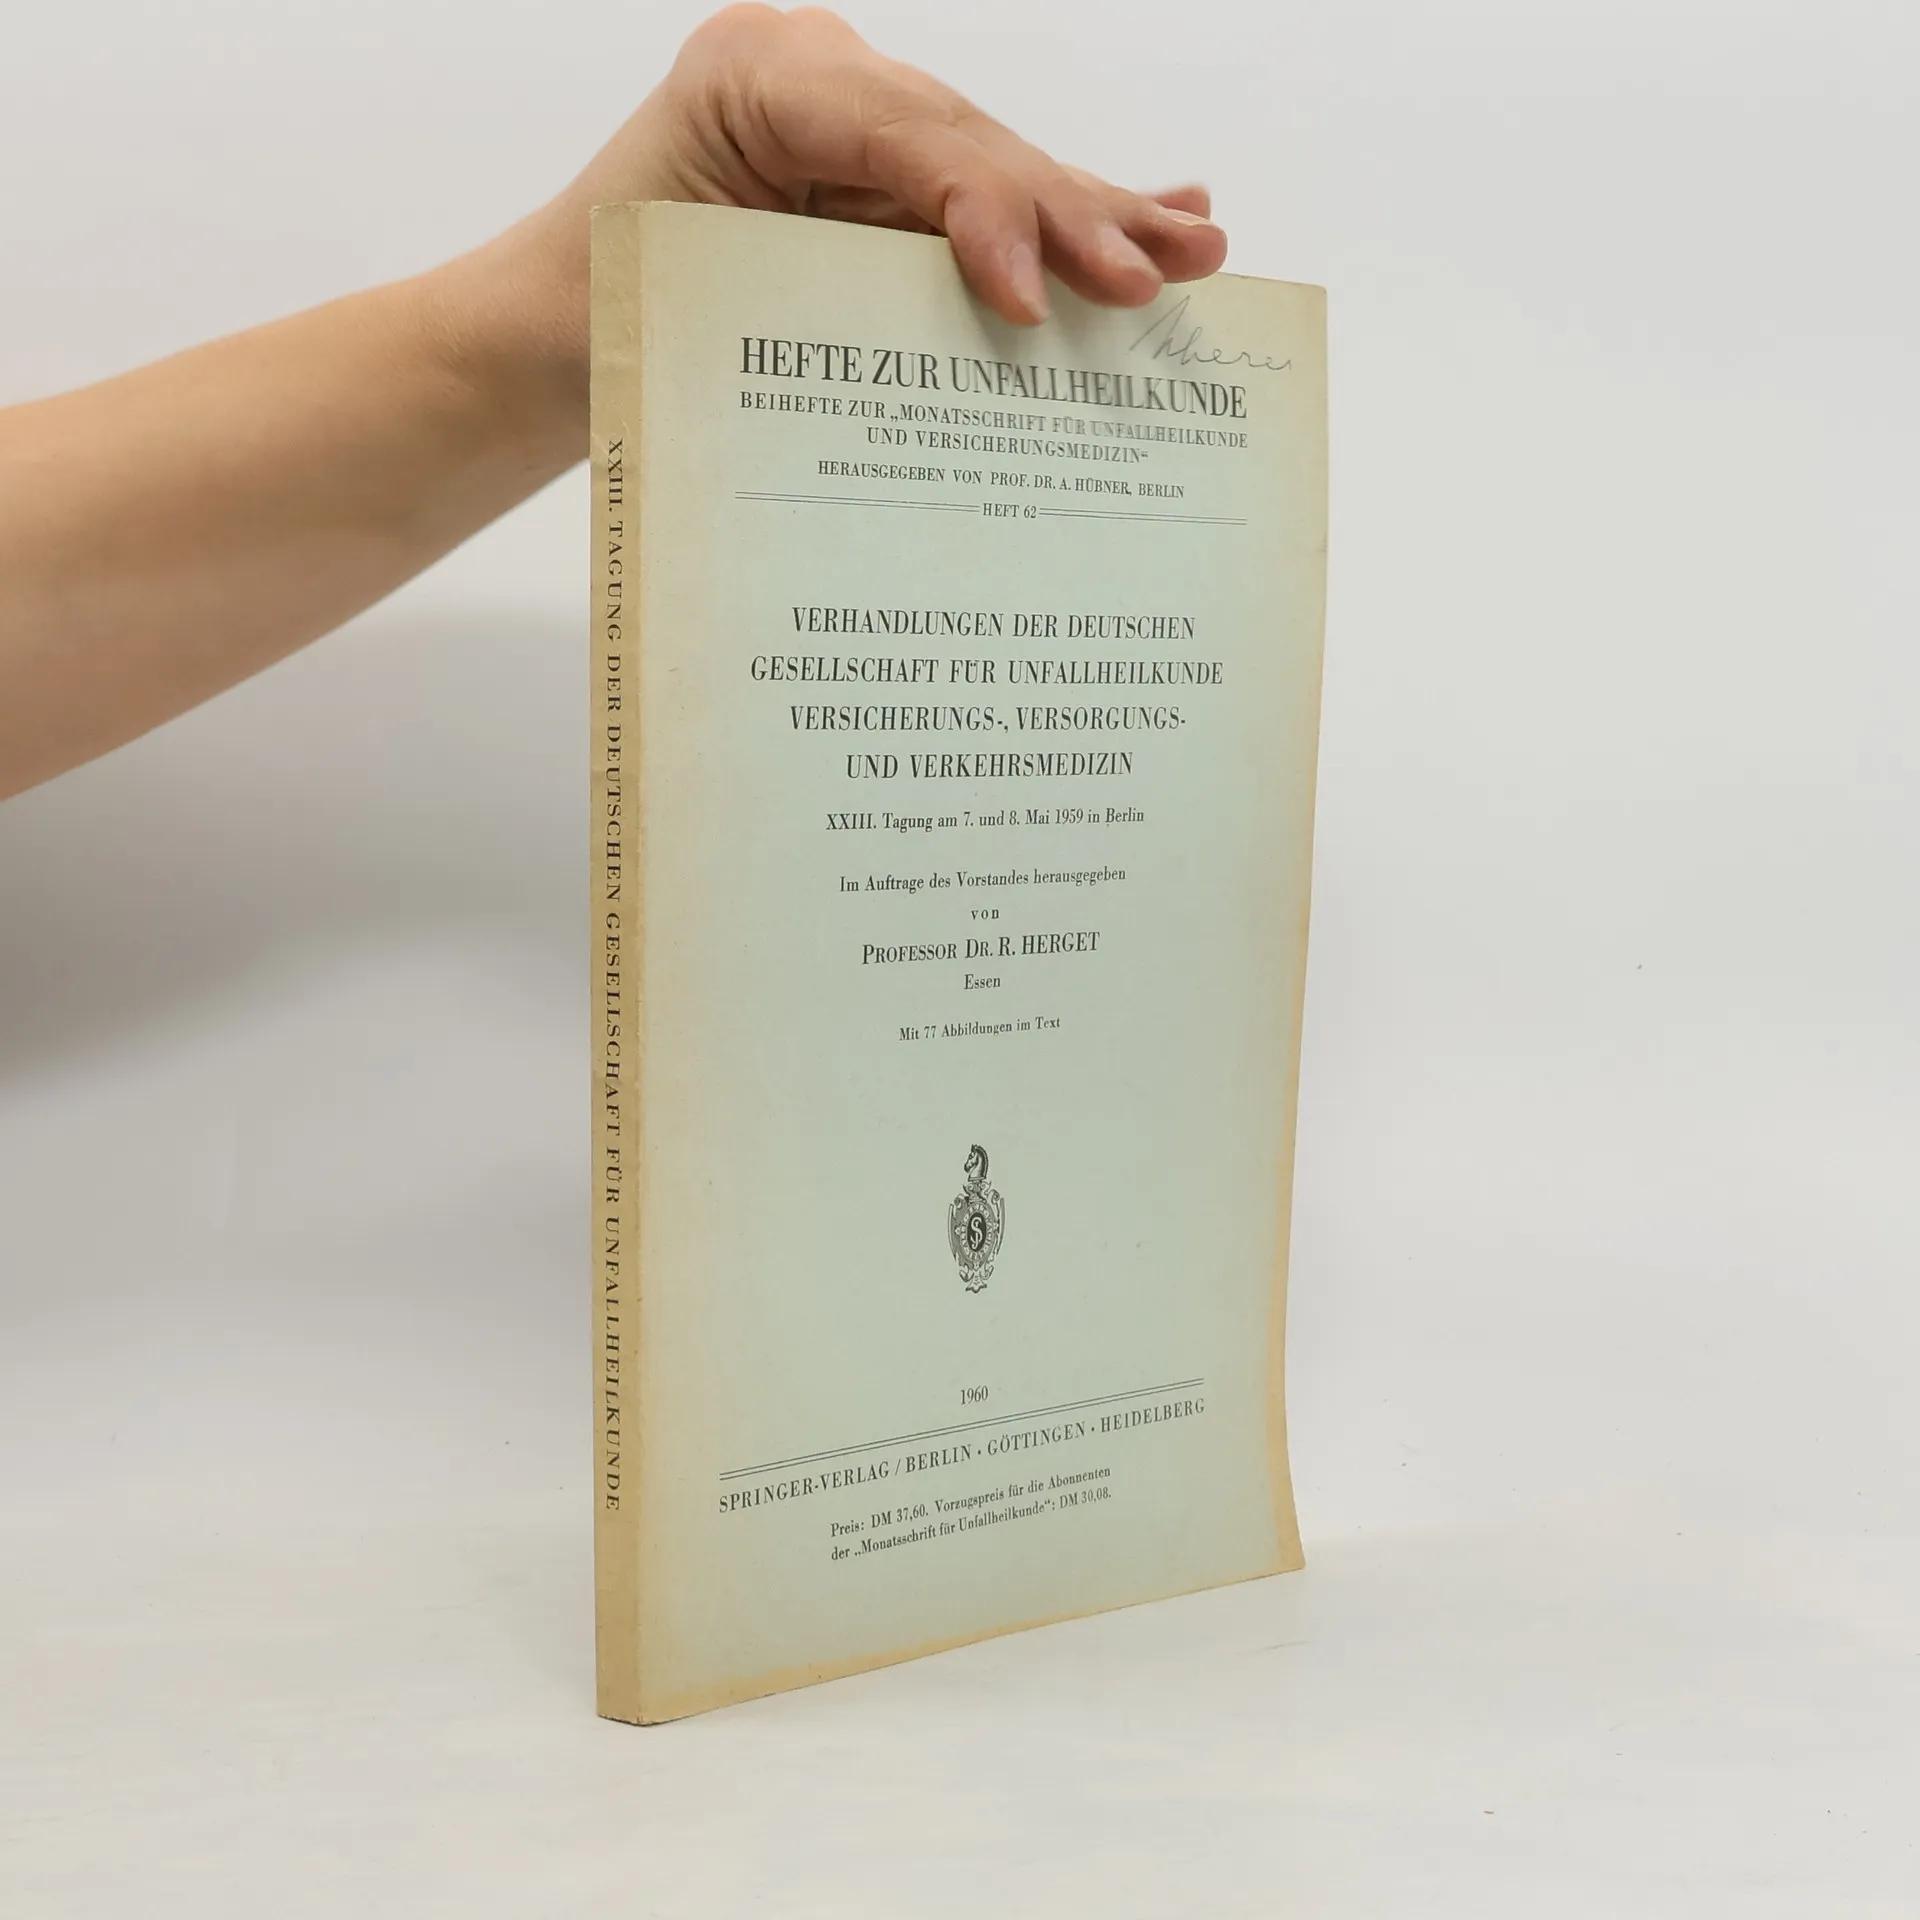 HEFTE ZUR UNFALLHEILKUNDE
BEIHEFTE ZUR „MONATSSCHRIFT FÜR UNFALLHEILKUNDE
UND VERSICHERUNGSMEDIZIN“
HERAUSGEGEBEN VON PROF. DR. A. HÜBNER, BERLIN
HEFT 62
VERHANDLUNGEN DER DEUTSCHEN
GESELLSCHAFT FÜR UNFALLHEILKUNDE
VERSICHERUNGS-, VERSORGUNGS-
UND VERKEHRSMEDIZIN
XXIII. Tagung am 7. und 8. Mai 1959 in Berlin
Im Auftrage des Vorstandes herausgegeben
von
PROFESSOR DR. R. HERGET
Essen
Mit 77 Abbildungen im Text
1960
SPRINGER-VERLAG / BERLIN · GÖTTINGEN · HEIDELBERG
Preis: DM 37,60. Vorzugspreis für die Abonnenten
der „Monatsschrift für Unfallheilkunde“: DM 30,08.
XXIII. TAGUNG DER DEUTSCHEN GESELLSCHAFT FÜR UNFALLHEILKUNDE